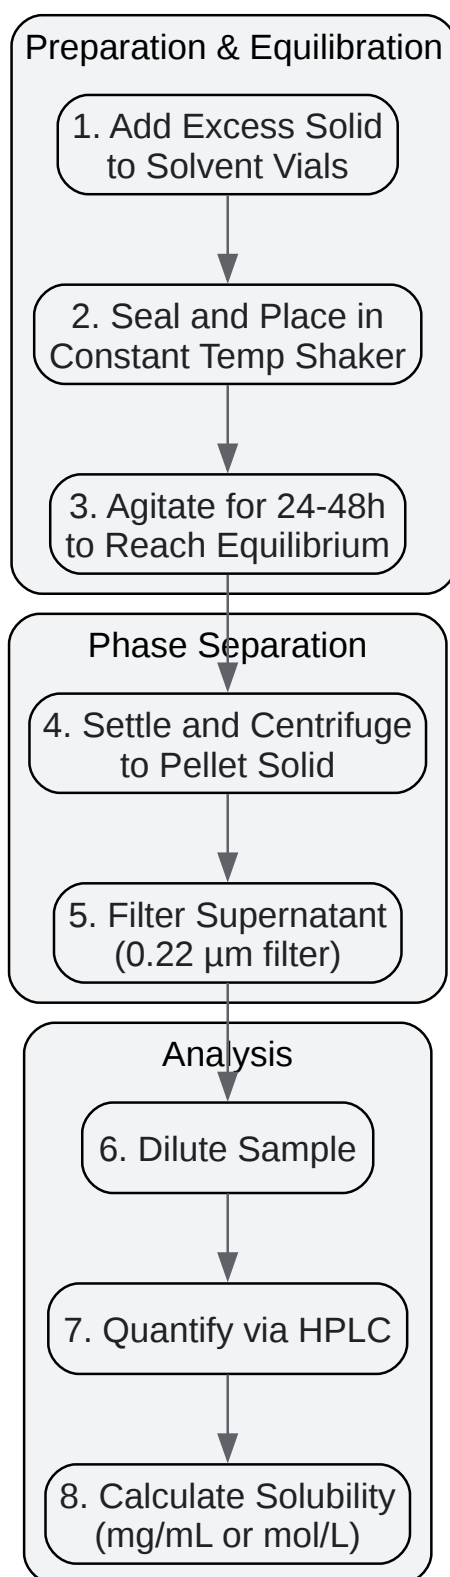 Preparation & Equilibration
1. Add Excess Solid
to Solvent Vials
2. Seal and Place in
Constant Temp Shaker
3. Agitate for 24-48h
to Reach Equilibrium
Phase Separation
4. Settle and Centrifuge
to Pellet Solid
5. Filter Supernatant
(0.22 µm filter)
Analysis
6. Dilute Sample
7. Quantify via HPLC
8. Calculate Solubility
(mg/mL or mol/L)